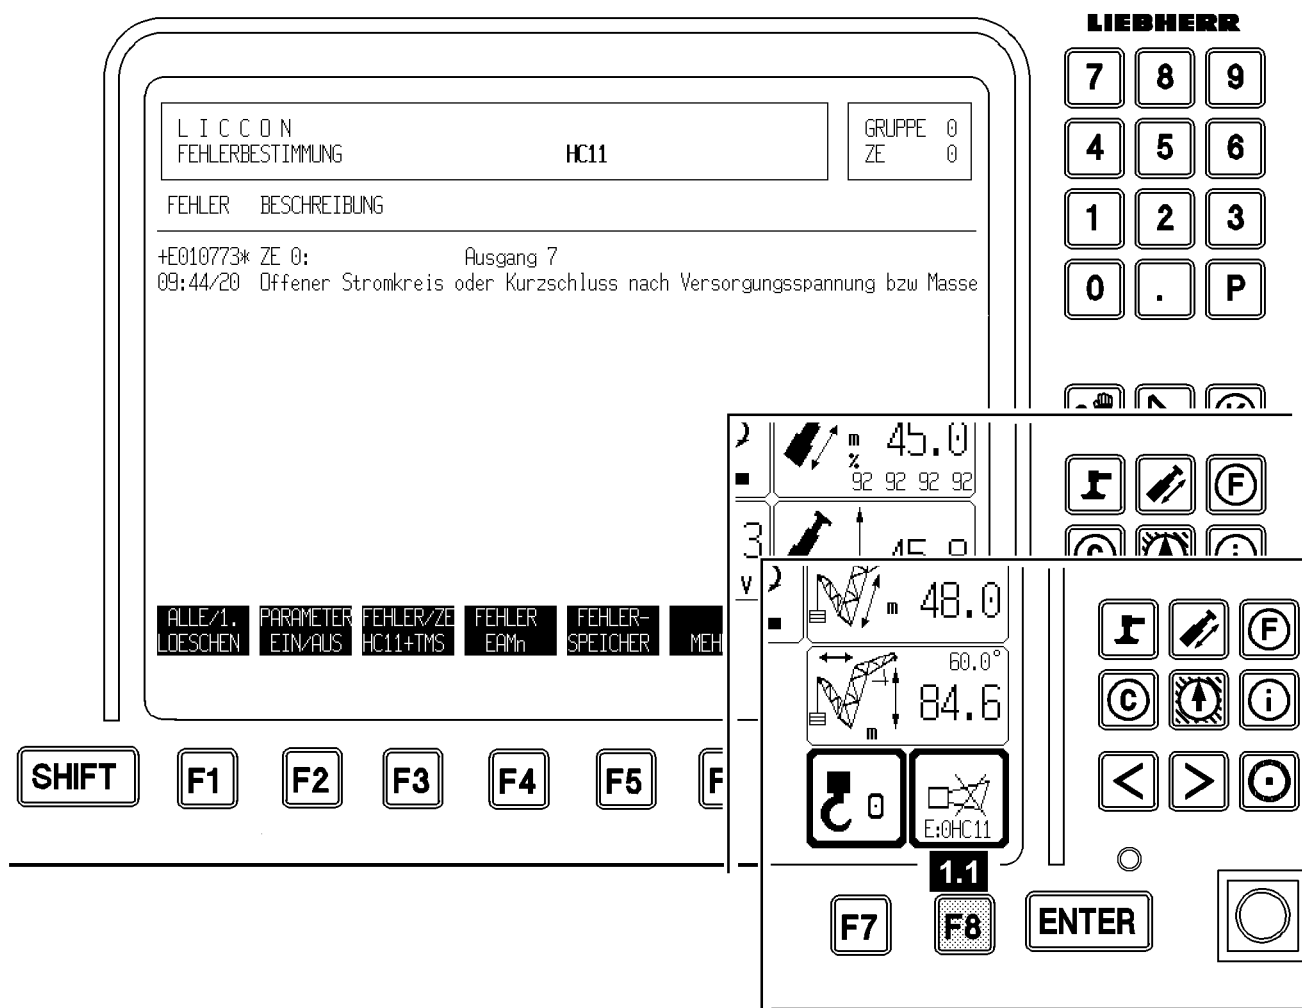 LIEBHERR
7 8 9
4 5 6
1 2 3
0 . P
L I C C O N
FEHLERBESTIMMUNG HC11
GRUPPE 0
ZE 0
FEHLER BESCHREIBUNG
+E010773* ZE 0: Ausgang 7
09:44/20 Offener Stromkreis oder Kurzschluss nach Versorgungsspannung bzw Masse
m 45.0
%
92 92 92 92
F
3
v
C
i
ALLE/1. LOESCHEN
PARAMETER EIN/AUS
FEHLER/ZE HC11+TMS
FEHLER EAMn
FEHLER-SPEICHER
m 48.0
60.0°
84.6
m
F
C i
0
E:0HC11
< >
1.1
SHIFT F1 F2 F3 F4 F5
F7 F8 ENTER